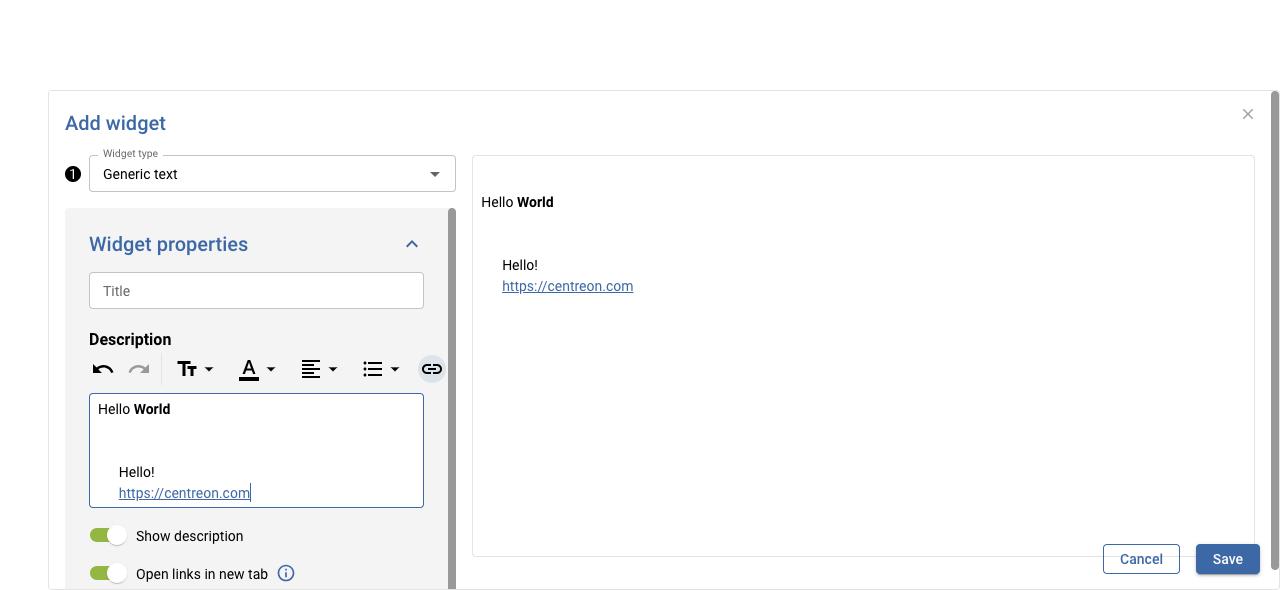 Add widget
Widget type
1
Generic text
Widget properties
Title
Description
A
Hello World
Hello!
https://centreon.com
Show description
Open links in new tab
Hello World
Hello!
https://centreon.com
Cancel
Save